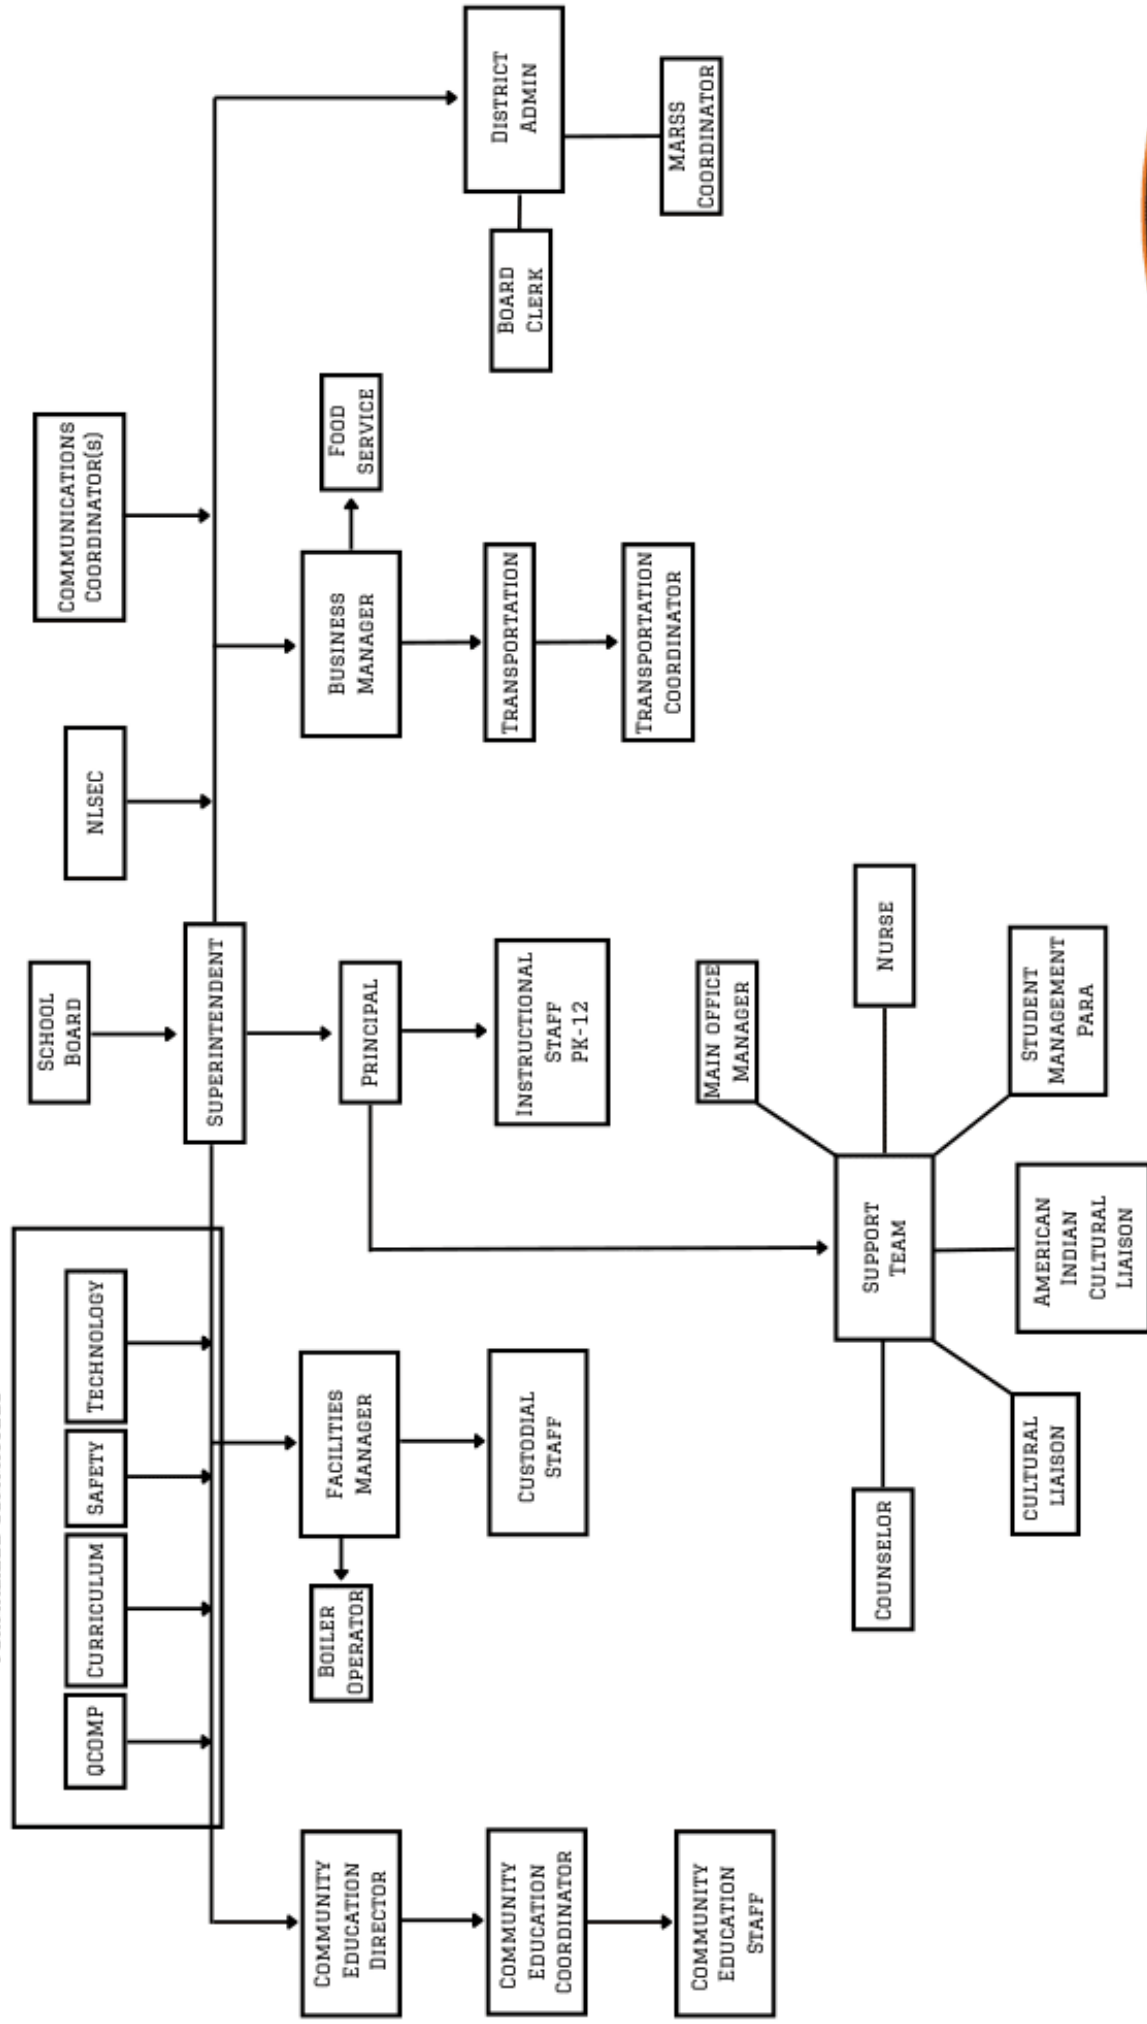 QCOMP
CURRICULUM
SAFETY
TECHNOLOGY
SCHOOL
BOARD
NLSEC
COMMUNICATIONS
COORDINATOR(S)
SUPERINTENDENT
COMMUNITY
EDUCATION
DIRECTOR
BOILER
OPERATOR
FACILITIES
MANAGER
PRINCIPAL
BUSINESS
MANAGER
FOOD
SERVICE
COMMUNITY
EDUCATION
COORDINATOR
CUSTODIAL
STAFF
INSTRUCTIONAL
STAFF
PK-12
TRANSPORTATION
BOARD
CLERK
DISTRICT
ADMIN
COMMUNITY
EDUCATION
STAFF
TRANSPORTATION
COORDINATOR
MARSS
COORDINATOR
MAIN OFFICE
MANAGER
COUNSELOR
SUPPORT
TEAM
NURSE
CULTURAL
LIAISON
AMERICAN
INDIAN
CULTURAL
LIAISON
STUDENT
MANAGEMENT
PARA